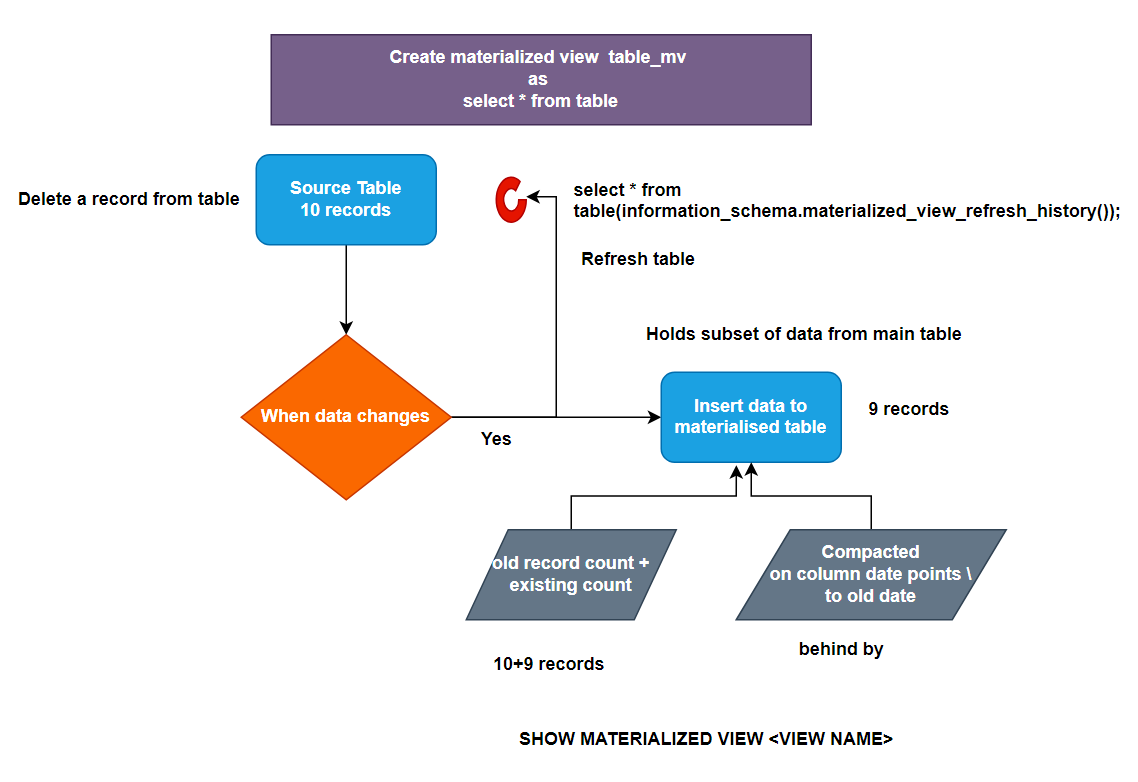 Create materialized view  table_mv
as
select * from table
Delete a record from table
Source Table
10 records
select * from
table(information_schema.materialized_view_refresh_history());
Refresh table
Holds subset of data from main table
When data changes
Yes
Insert data to
materialised table
9 records
old record count +
existing count
Compacted
on column date points \
to old date
10+9 records
behind by
SHOW MATERIALIZED VIEW <VIEW NAME>